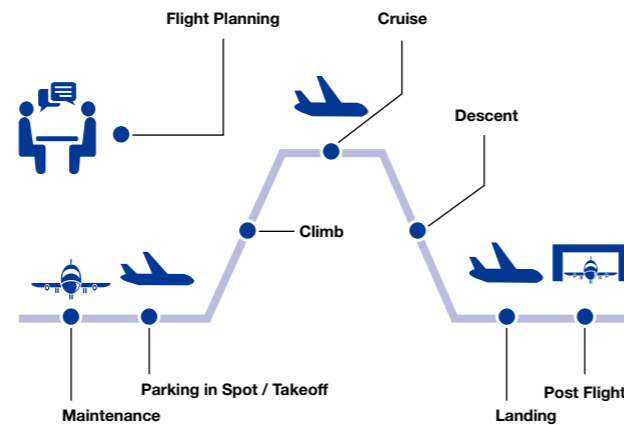 Flight Planning
Cruise
Descent
Climb
Parking in Spot / Takeoff
Post Flight
Maintenance
Landing